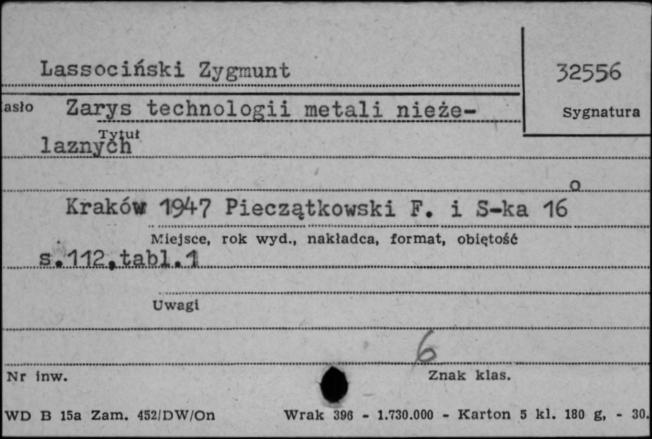 Lassociński Zygmunt
32556
asło Zarys technologii metali nieże-
Sygnatura
Tytuł
laznych
Kraków 1947 Pieczątkowski F. i S-ka 16°
Miejsce, rok wyd., nakładca, format, obiętość
s.112,tabl.1
Uwagi
6
Nr inw.
Znak klas.
WD B 15a Zam. 452/DW/On Wrak 396 - 1.730.000 - Karton 5 kl. 180 g, - 30.